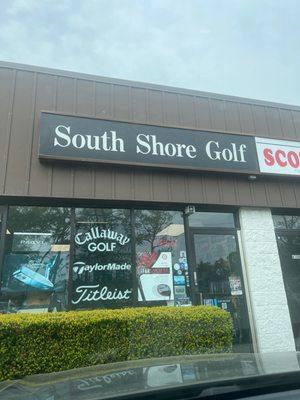 South Shore Golf
SCO
Callaway
GOLF
TaylorMade
Titleist